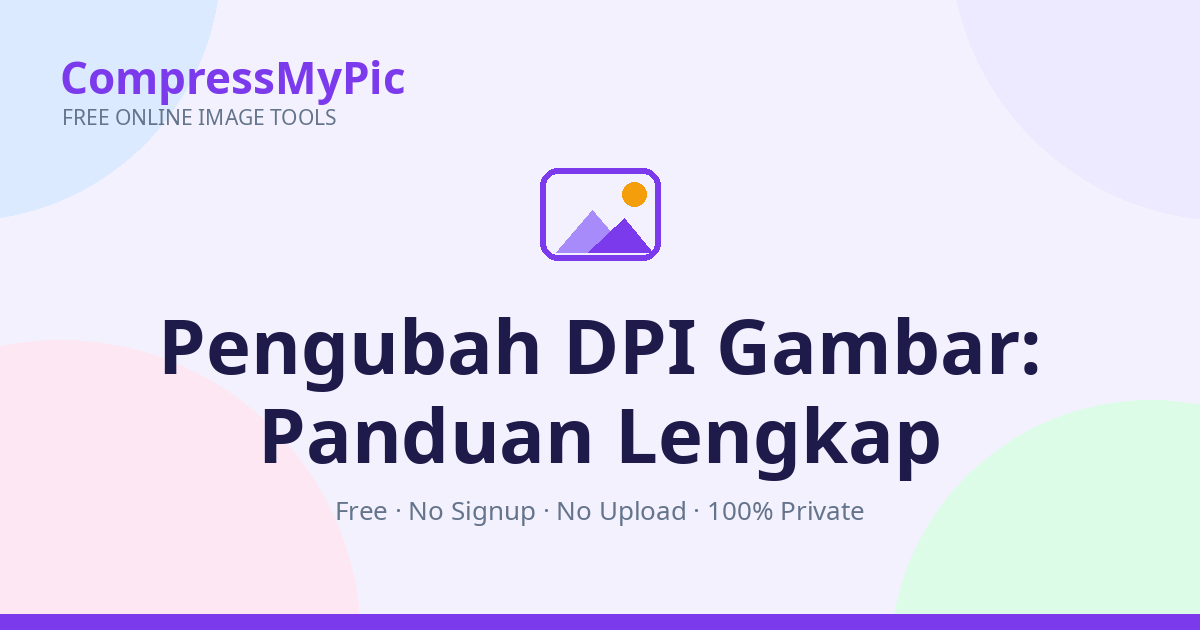 CompressMyPic
FREE ONLINE IMAGE TOOLS
Pengubah DPI Gambar:
Panduan Lengkap
Free · No Signup · No Upload · 100% Private